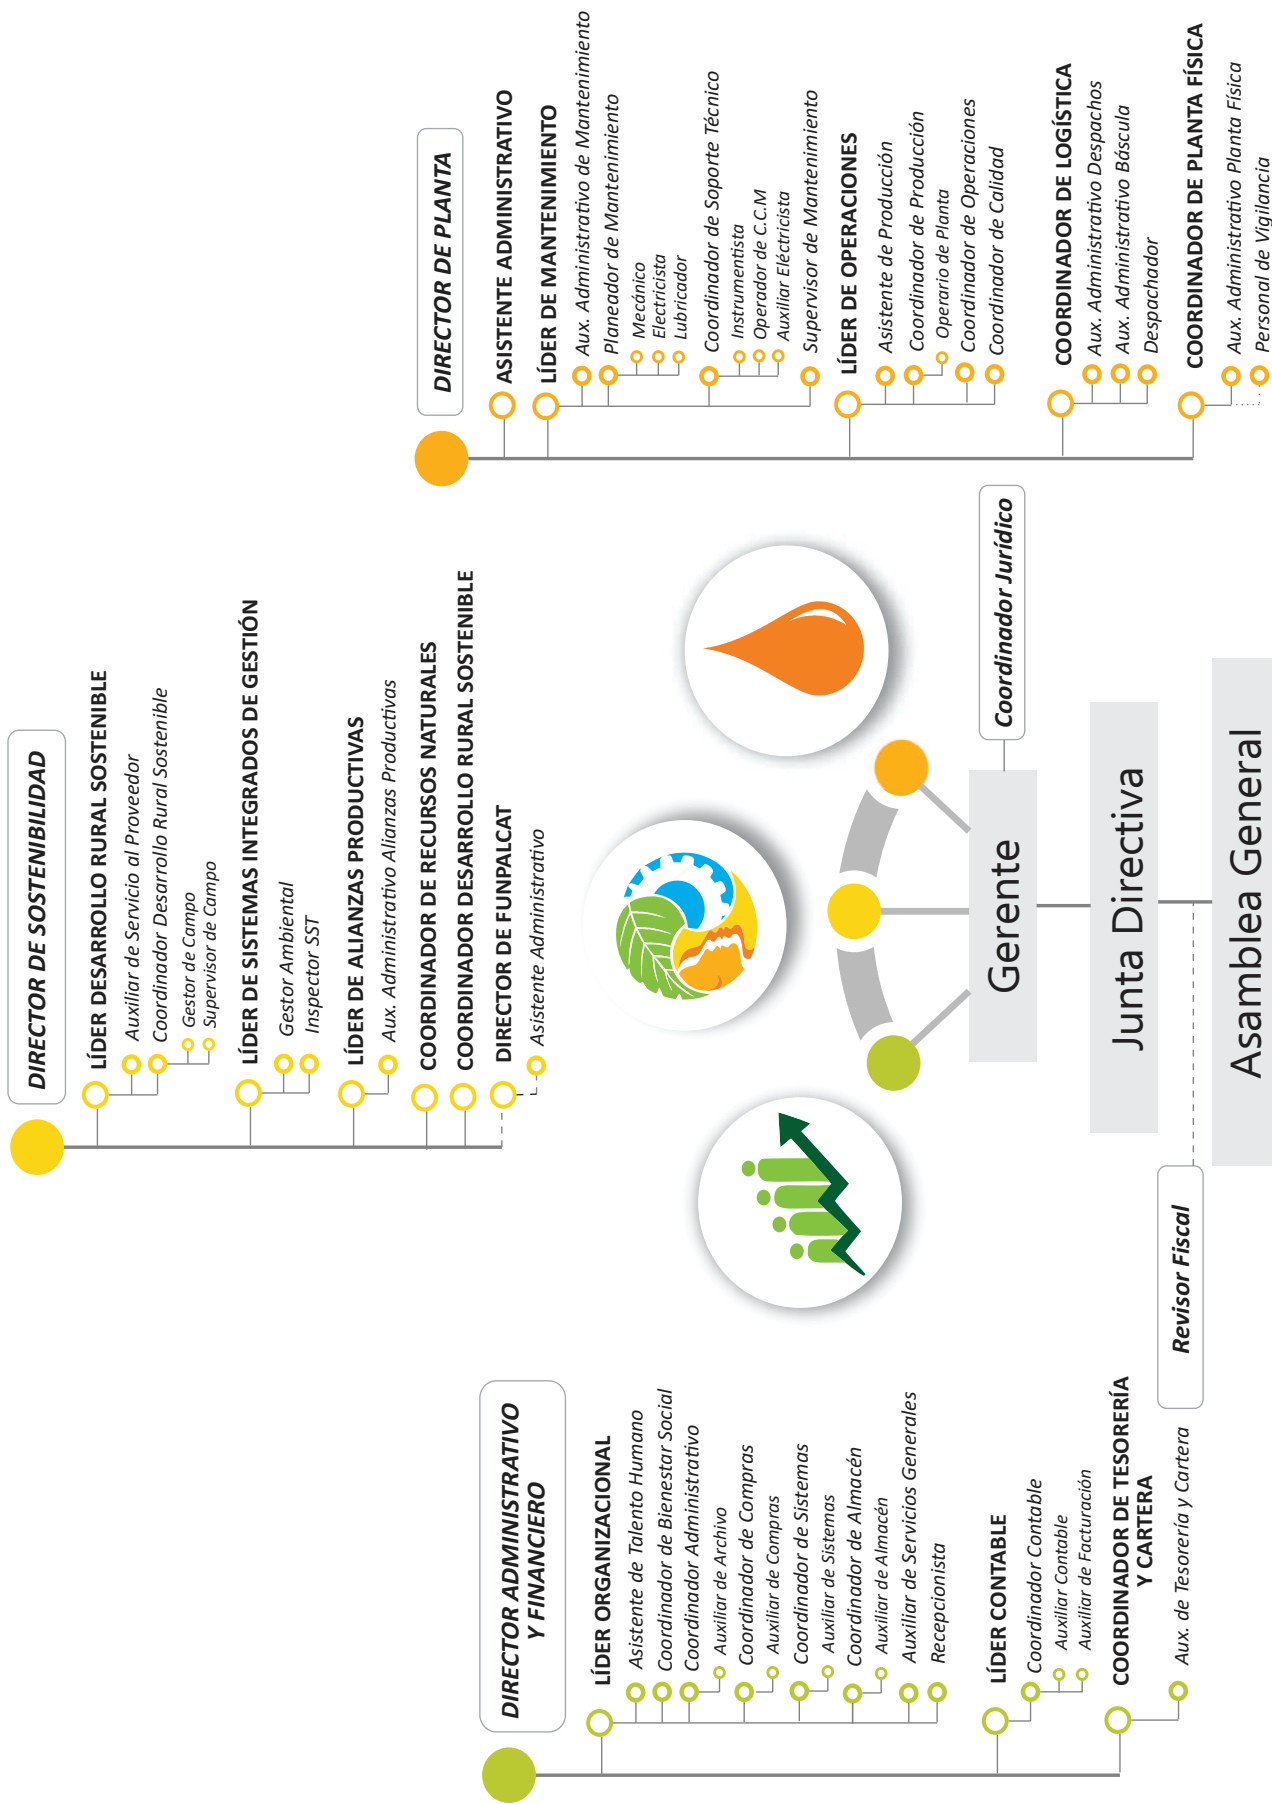 DIRECTOR ADMINISTRATIVO
Y FINANCIERO
LÍDER ORGANIZACIONAL
Asistente de Talento Humano
Coordinador de Bienestar Social
Coordinador Administrativo
Auxiliar de Archivo
Coordinador de Compras
Auxiliar de Compras
Coordinador de Sistemas
Auxiliar de Sistemas
Coordinador de Almacén
Auxiliar de Almacén
Auxiliar de Servicios Generales
Recepcionista
LÍDER CONTABLE
Coordinador Contable
Auxiliar Contable
Auxiliar de Facturación
COORDINADOR DE TESORERÍA
Y CARTERA
Aux. de Tesorería y Cartera
DIRECTOR DE SOSTENIBILIDAD
LÍDER DESARROLLO RURAL SOSTENIBLE
Auxiliar de Servicio al Proveedor
Coordinador Desarrollo Rural Sostenible
Gestor de Campo
Supervisor de Campo
LÍDER DE SISTEMAS INTEGRADOS DE GESTIÓN
Gestor Ambiental
Inspector SST
LÍDER DE ALIANZAS PRODUCTIVAS
Aux. Administrativo Alianzas Productivas
COORDINADOR DE RECURSOS NATURALES
COORDINADOR DESARROLLO RURAL SOSTENIBLE
DIRECTOR DE FUNPALCAT
Asistente Administrativo
DIRECTOR DE PLANTA
ASISTENTE ADMINISTRATIVO
LÍDER DE MANTENIMIENTO
Aux. Administrativo de Mantenimiento
Planeador de Mantenimiento
Mecánico
Electricista
Lubricador
Coordinador de Soporte Técnico
Instrumentista
Operador de C.C.M
Auxiliar Eléctricista
Supervisor de Mantenimiento
LÍDER DE OPERACIONES
Asistente de Producción
Coordinador de Producción
Operario de Planta
Coordinador de Operaciones
Coordinador de Calidad
COORDINADOR DE LOGÍSTICA
Aux. Administrativo Despachos
Aux. Administrativo Báscula
Despachador
COORDINADOR DE PLANTA FÍSICA
Aux. Administrativo Planta Física
Personal de Vigilancia
Gerente
Coordinador Jurídico
Junta Directiva
Revisor Fiscal
Asamblea General